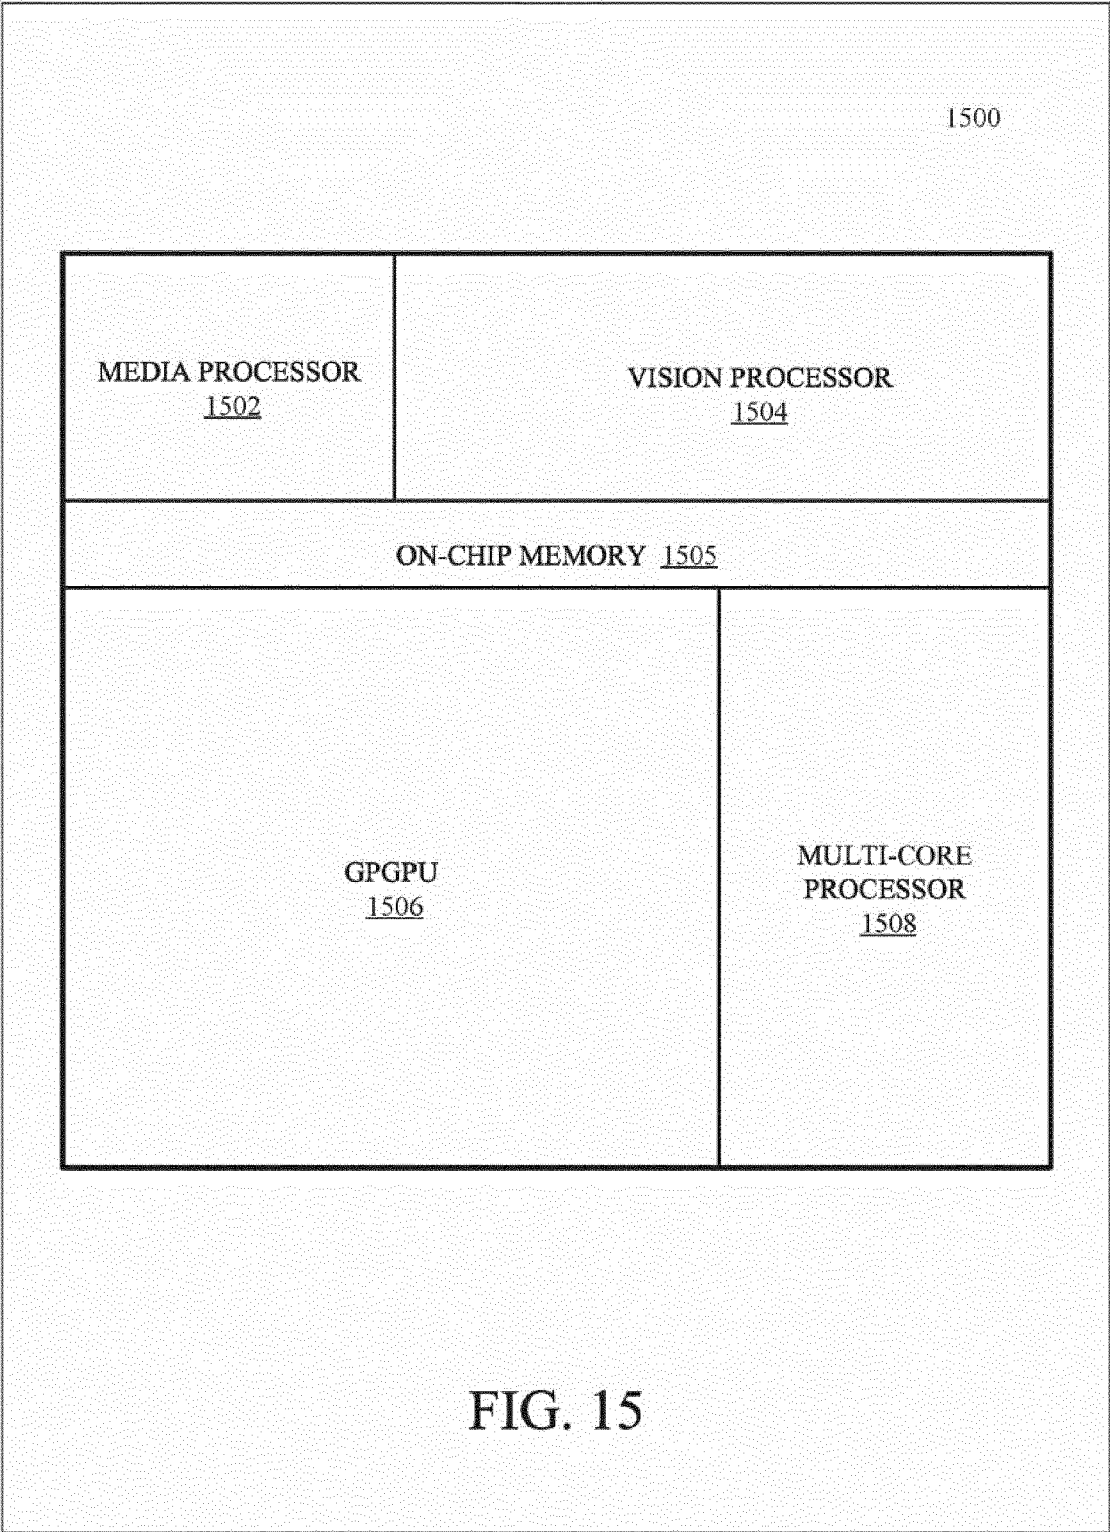 1500
MEDIA PROCESSOR
1502
VISION PROCESSOR
1504
ON-CHIP MEMORY 1505
GPGPU
1506
MULTI-CORE
PROCESSOR
1508
FIG. 15